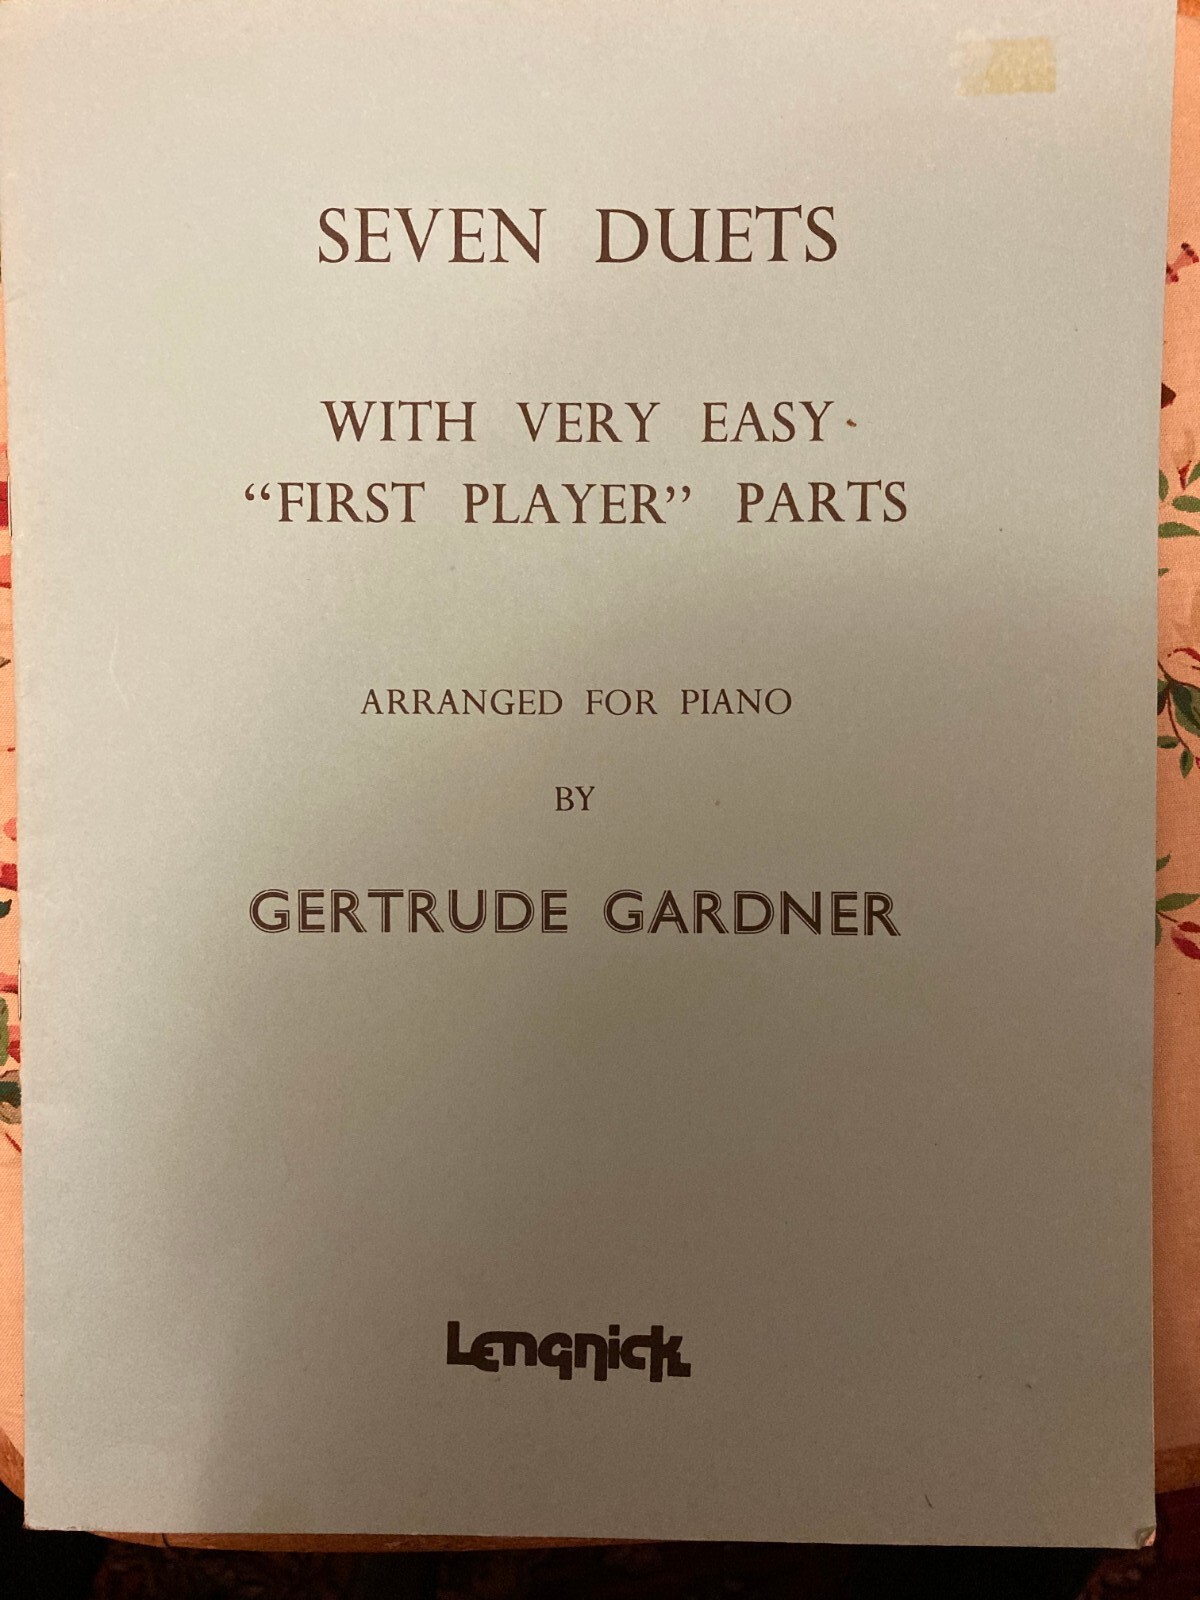 SEVEN DUETS
WITH VERY EASY
“FIRST PLAYER” PARTS
ARRANGED FOR PIANO
BY
GERTRUDE GARDNER
Lengnick